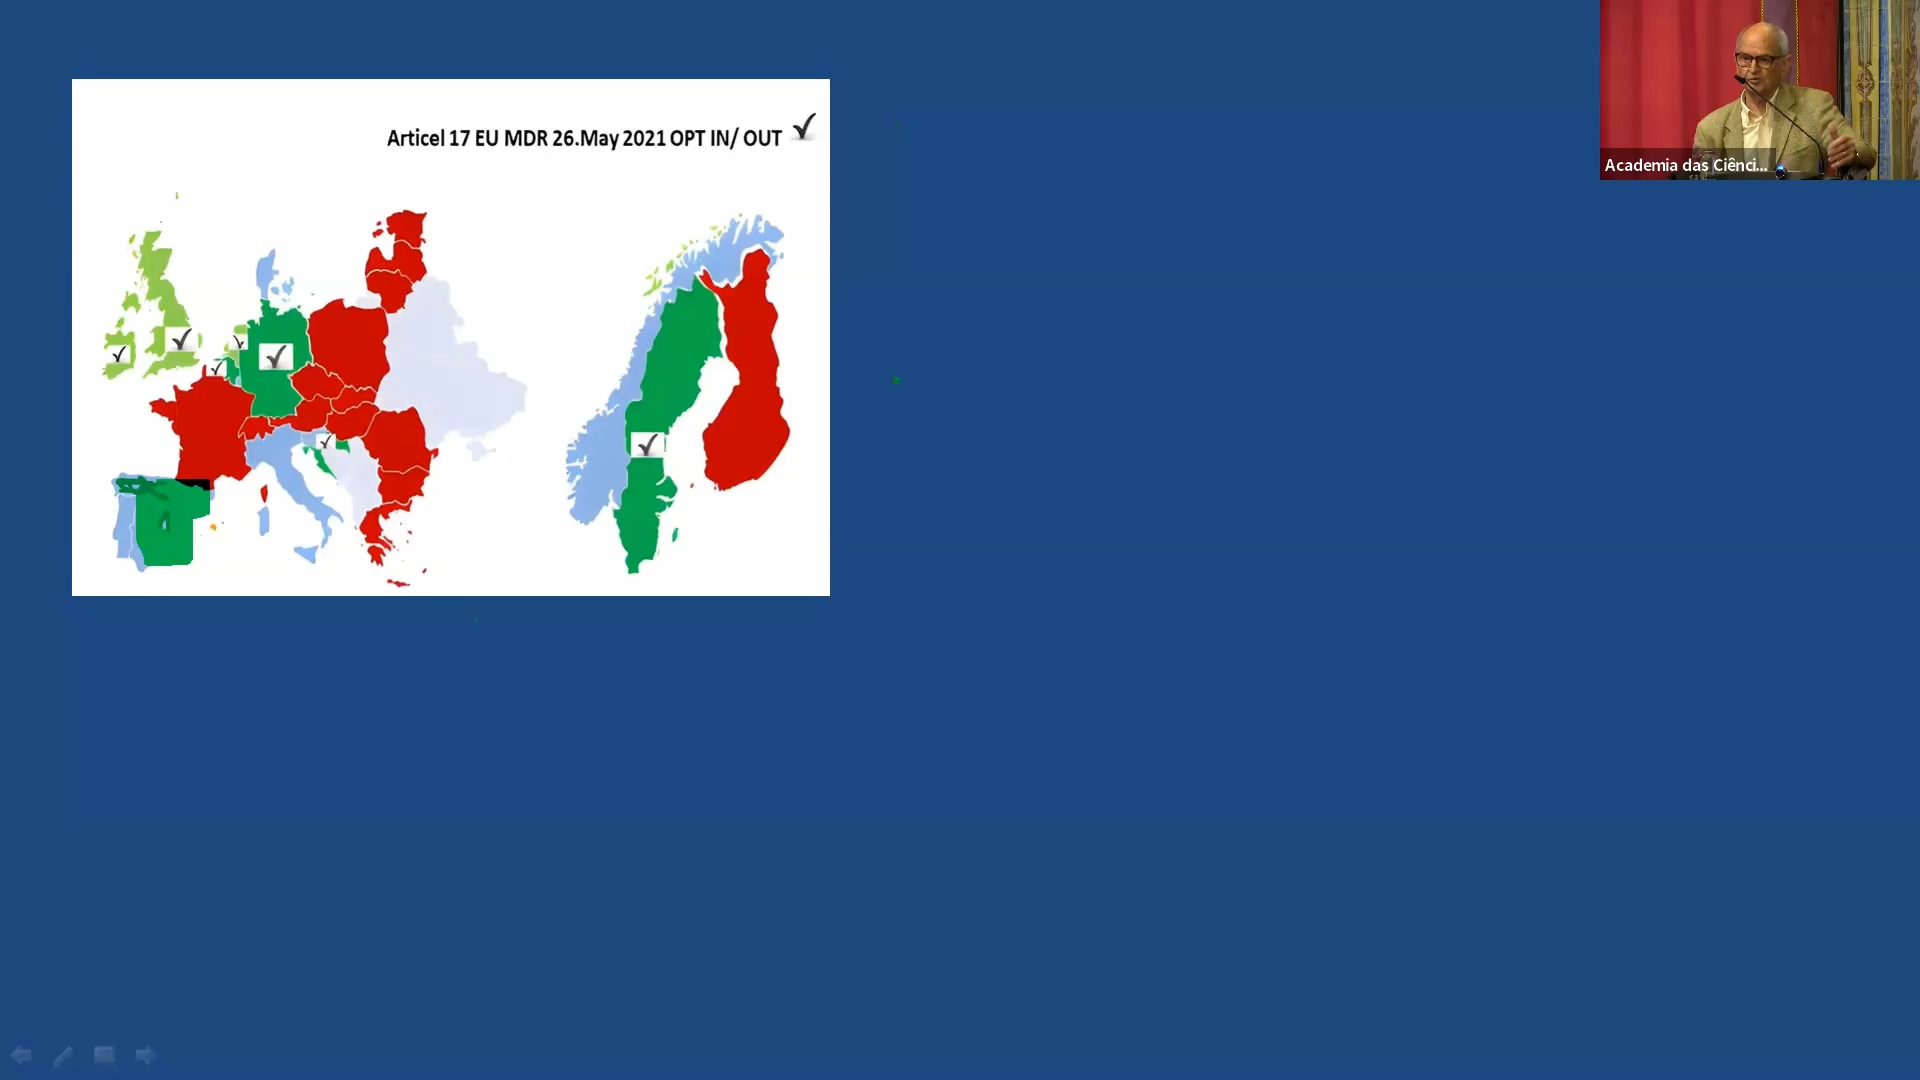 Articel 17 EU MDR 26.May 2021 OPT IN/ OUT
Academia das Ciênci...